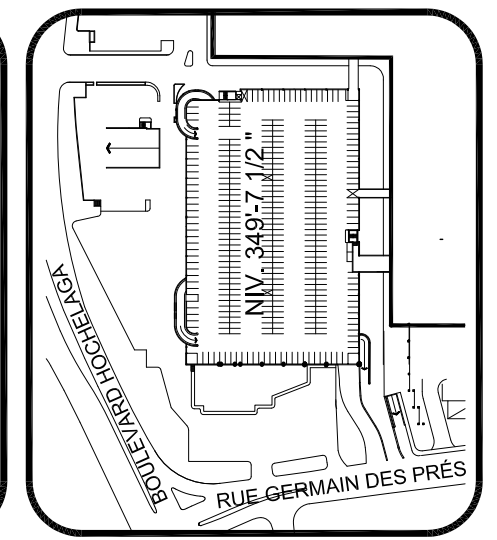 NIV. 349'-7 1/2 "
BOULEVARD HOCHELAGA
RUE GERMAIN DES PRÉS